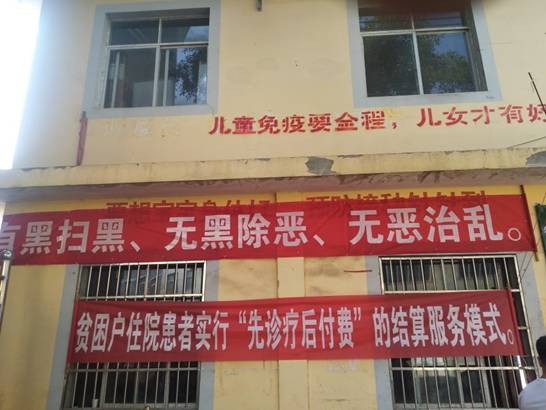 儿童免疫要全程，儿女才有好
有黑扫黑、无黑除恶、无恶治乱。
贫困户住院患者实行“先诊疗后付费”的结算服务模式。